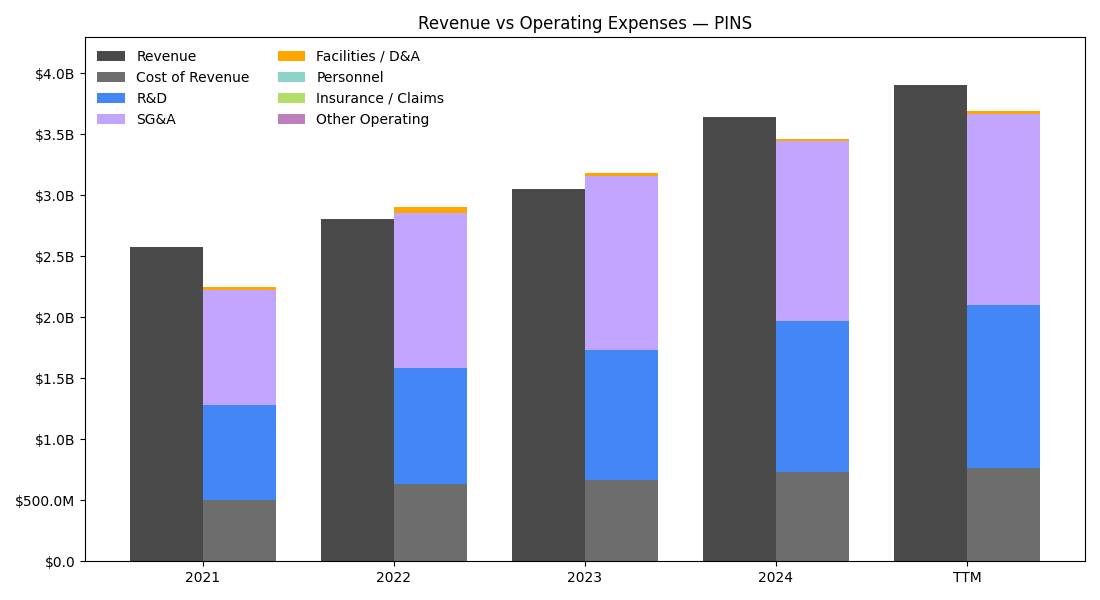 Revenue vs Operating Expenses — PINS
Revenue
Cost of Revenue
R&D
SG&A
Facilities / D&A
Personnel
Insurance / Claims
Other Operating
$4.0B
$3.5B
$3.0B
$2.5B
$2.0B
$1.5B
$1.0B
$500.0M
$0.0
2021 2022 2023 2024 TTM